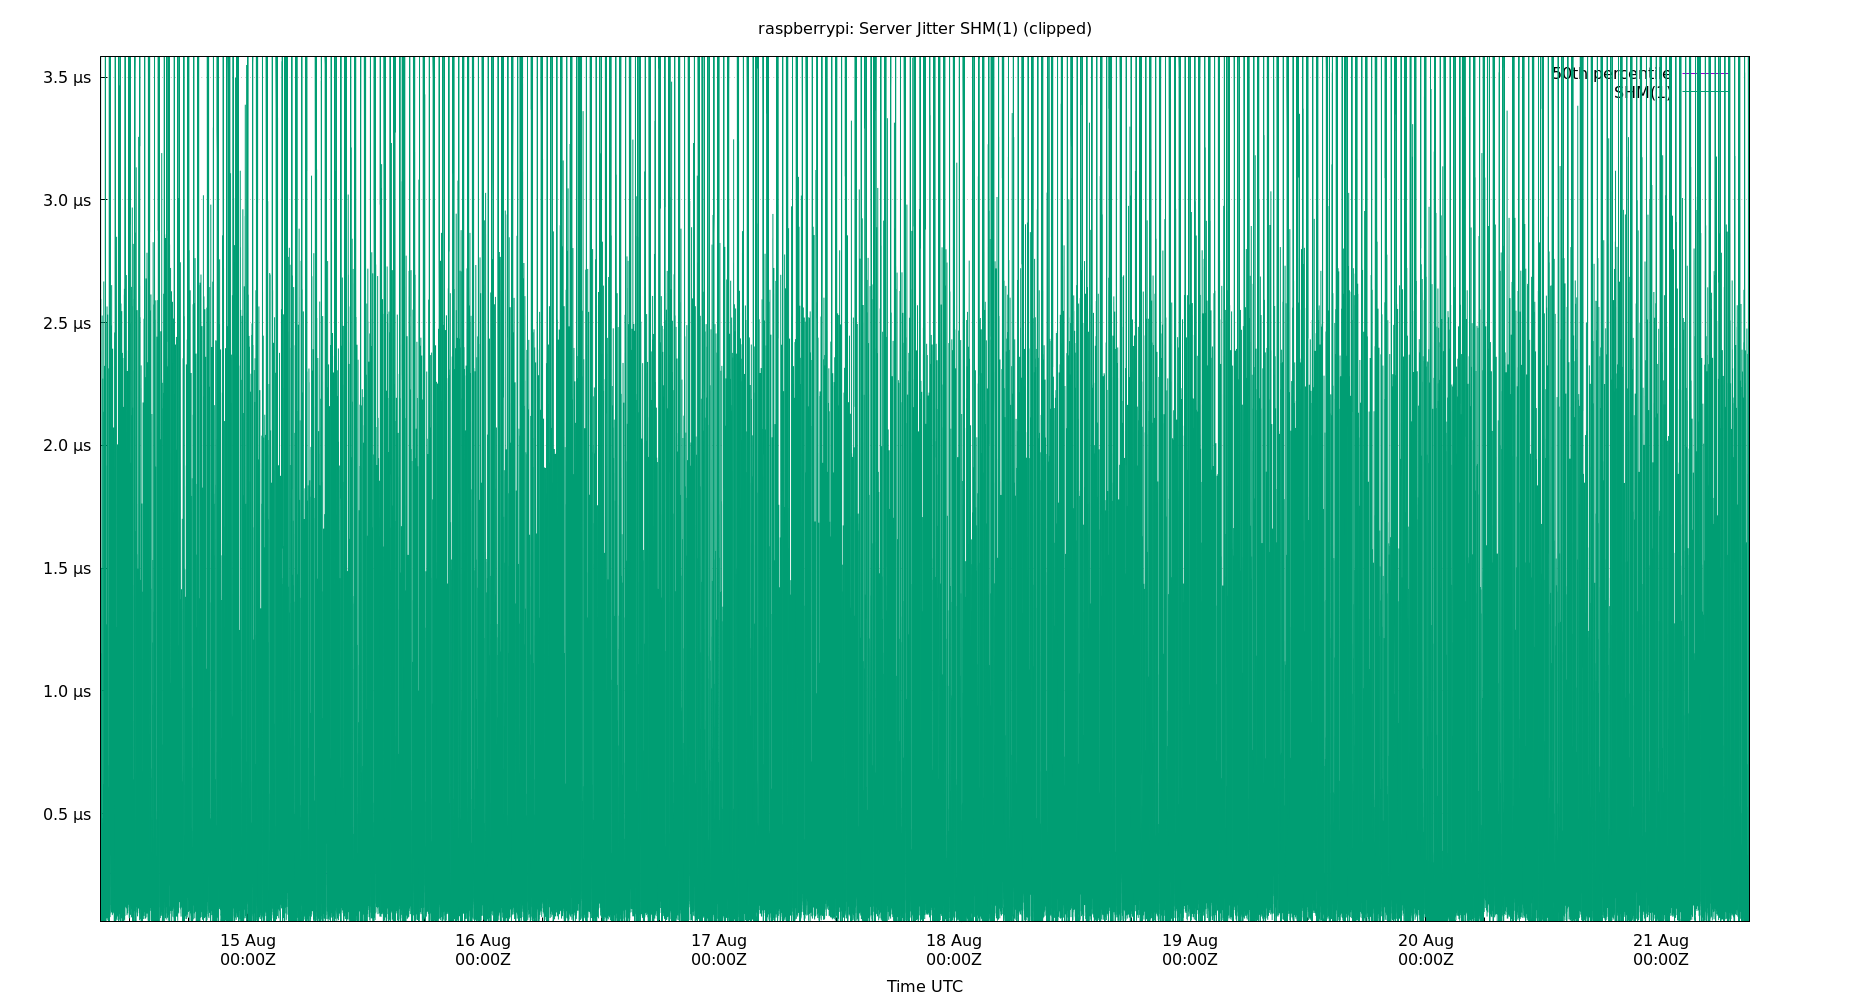 raspberrypi: Server Jitter SHM(1) (clipped)
3.5 µs
3.0 µs
2.5 µs
2.0 µs
1.5 µs
1.0 µs
0.5 µs
50th percentile
SHM(1)
15 Aug
00:00Z
16 Aug
00:00Z
17 Aug
00:00Z
18 Aug
00:00Z
19 Aug
00:00Z
20 Aug
00:00Z
21 Aug
00:00Z
Time UTC